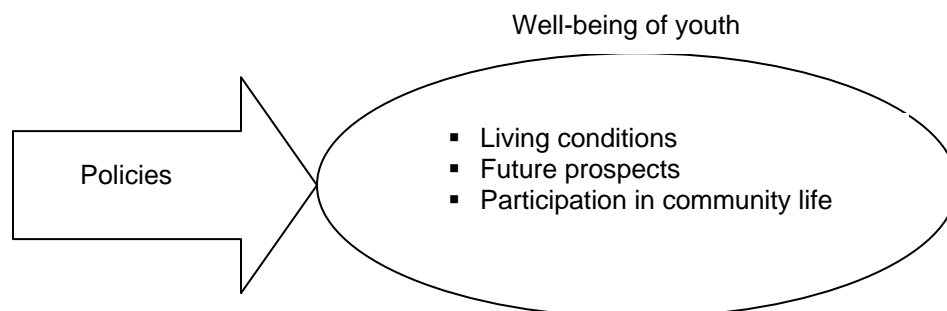 Well-being of youth
▪ Living conditions
▪ Future prospects
Policies
▪ Participation in community life